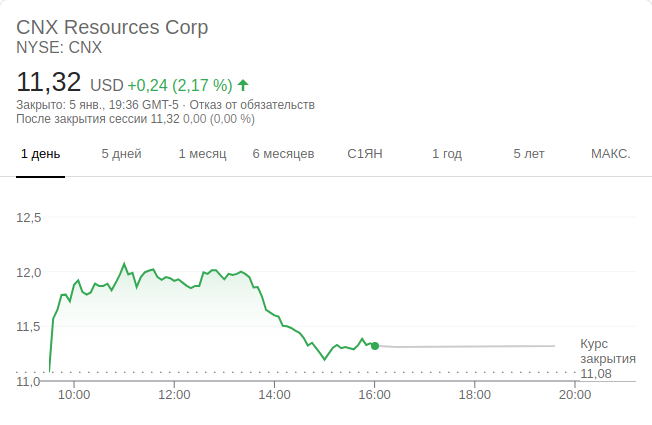 CNX Resources Corp
NYSE: CNX
11,32 USD +0,24 (2,17 %)
Закрыто: 5 янв., 19:36 GMT-5 · Отказ от обязательств
После закрытия сессии 11,32 0,00 (0,00 %)
1 день 5 дней 1 месяц 6 месяцев С1ЯН 1 год 5 лет МАКС.
12,5
12,0
11,5
Курс
закрытия
11,08
11,0
10:00 12:00 14:00 16:00 18:00 20:00